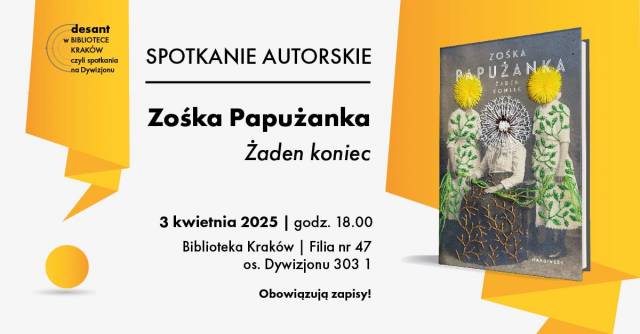 desant
w BIBLIOTECE
KRAKÓW
czyli spotkania
na Dywizjonu
SPOTKANIE AUTORSKIE
Zośka Papużanka
Żaden koniec
3 kwietnia 2025 | godz. 18.00
Biblioteka Kraków | Filia nr 47
os. Dywizjonu 303 1
Obowiązują zapisy!
ZOŚKA
PAPUŻANKA
ŻADEN
KONIEC
MARGINESY